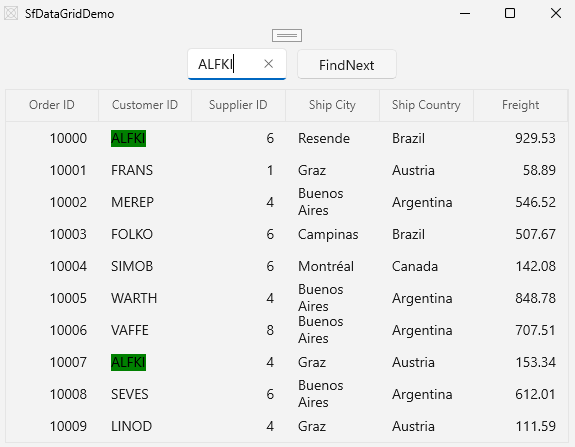 SfDataGridDemo
ALFKI FindNext
Order ID Customer ID Supplier ID Ship City Ship Country Freight
10000 ALFKI 6 Resende Brazil 929.53
10001 FRANS 1 Graz Austria 58.89
10002 MEREP 4 Buenos Aires Argentina 546.52
10003 FOLKO 6 Campinas Brazil 507.67
10004 SIMOB 6 Montréal Canada 142.08
10005 WARTH 4 Buenos Aires Argentina 848.78
10006 VAFFE 8 Buenos Aires Argentina 707.51
10007 ALFKI 4 Graz Austria 153.34
10008 SEVES 6 Buenos Aires Argentina 612.01
10009 LINOD 4 Graz Austria 111.59